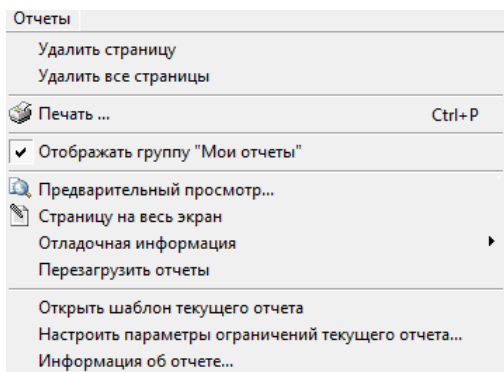 Отчеты
Удалить страницу
Удалить все страницы
Печать ... Ctrl+P
Отображать группу "Мои отчеты"
Предварительный просмотр...
Страницу на весь экран
Отладочная информация
Перезагрузить отчеты
Открыть шаблон текущего отчета
Настроить параметры ограничений текущего отчета...
Информация об отчете...